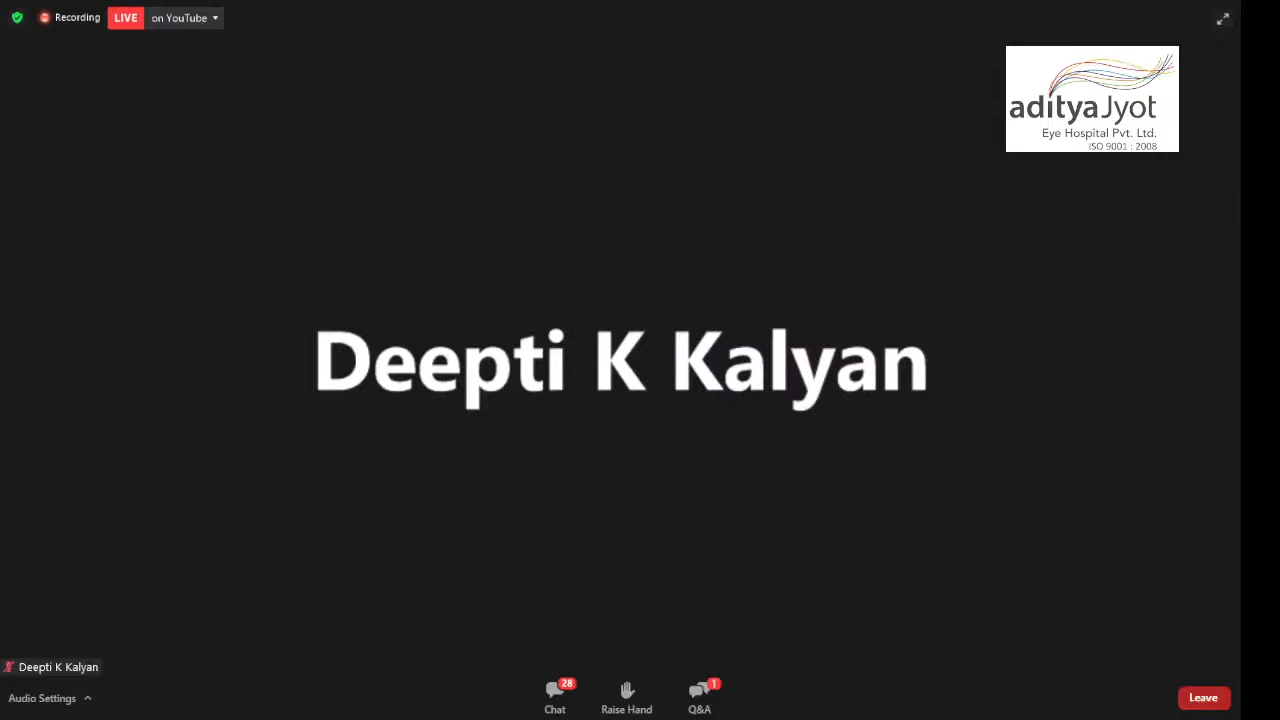 Recording
LIVE on YouTube
adityaJyot
Eye Hospital Pvt. Ltd.
ISO 9001 : 2008
Deepti K Kalyan
Deepti K Kalyan
Audio Settings
28
Chat
Raise Hand
1
Q&A
Leave